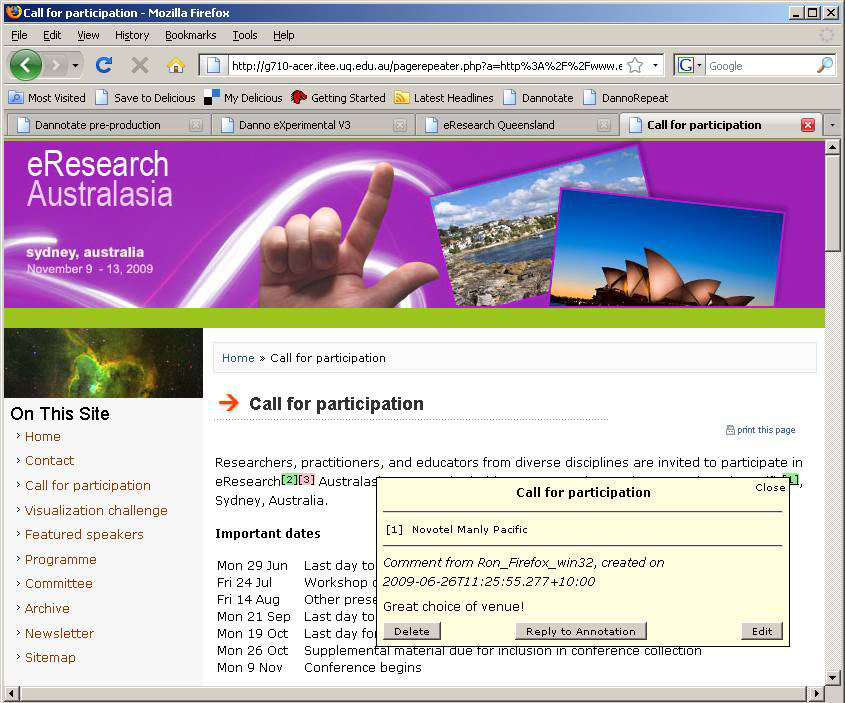 Call for participation - Mozilla Firefox
File Edit View History Bookmarks Tools Help
http://g710-acer.itee.uq.edu.au/pagerepeater.php?a=http%3A%2F%2Fwww.e
G Google
Most Visited Save to Delicious My Delicious Getting Started Latest Headlines Dannotate DannoRepeat
Dannotate pre-production Danno eXperimental V3 eResearch Queensland Call for participation
eResearch
Australasia
sydney, australia
November 9 - 13, 2009
On This Site
Home
Contact
Call for participation
Visualization challenge
Featured speakers
Programme
Committee
Archive
Newsletter
Sitemap
Home » Call for participation
Call for participation
print this page
Researchers, practitioners, and educators from diverse disciplines are invited to participate in
eResearch[2][3] Australas [1],
Sydney, Australia.
Important dates
Mon 29 Jun Last day to
Fri 24 Jul Workshop
Fri 14 Aug Other pres
Mon 21 Sep Last day to
Mon 19 Oct Last day for
Mon 26 Oct Supplemental material due for inclusion in conference collection
Mon 9 Nov Conference begins
Close
Call for participation
[1] Novotel Manly Pacific
Comment from Ron_Firefox_win32, created on
2009-06-26T11:25:55.277+10:00
Great choice of venue!
Delete Reply to Annotation Edit